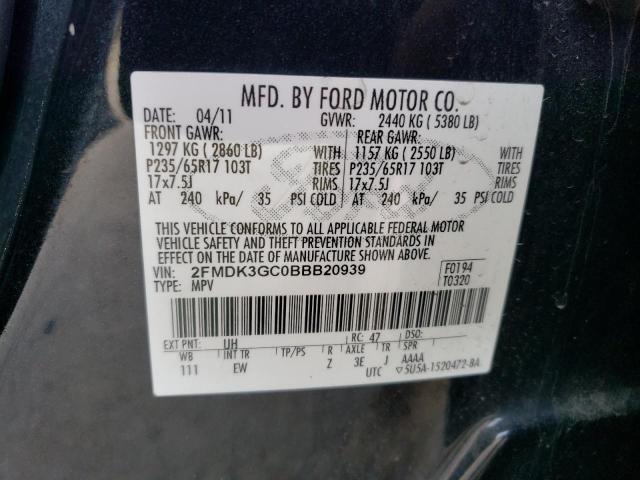 MFD. BY FORD MOTOR CO.
DATE: 04/11 GVWR: 2440 KG (5380 LB)
FRONT GAWR: REAR GAWR:
1297 KG (2860 LB) WITH 1157 KG (2550 LB) WITH
P235/65R17 103T TIRES P235/65R17 103T TIRES
17x7.5J RIMS 17x7.5J RIMS
AT 240 kPa/ 35 PSI COLD AT 240 kPa/ 35 PSI COLD
THIS VEHICLE CONFORMS TO ALL APPLICABLE FEDERAL MOTOR
VEHICLE SAFETY AND THEFT PREVENTION STANDARDS IN
EFFECT ON THE DATE OF MANUFACTURE SHOWN ABOVE.
VIN: 2FMDK3GC0BBB20939 F0194
TYPE: MPV T0320
EXT PNT: UH RC: 47 DSO:
WB INT TR TP/PS R AXLE TR SPR
111 EW Z 3E J AAAA
UTC ▽5U5A-1520472-BA